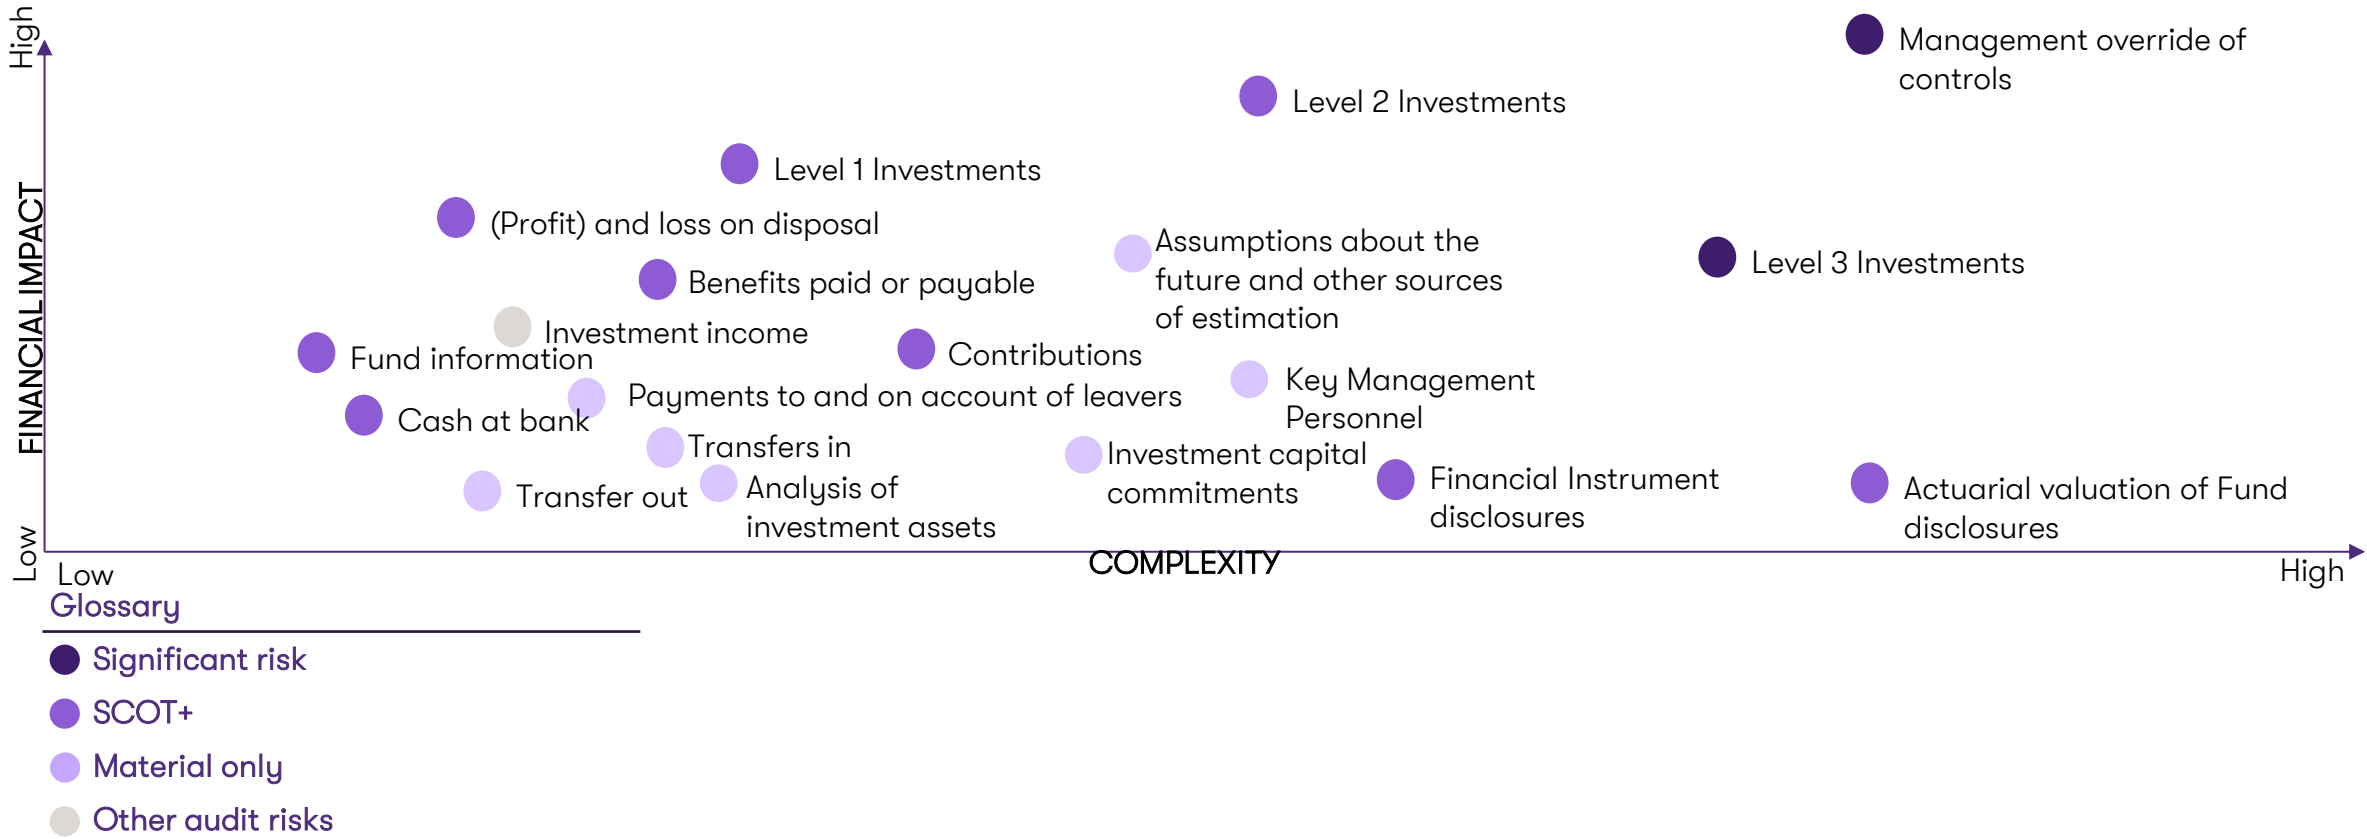 High
Management override of
controls
Level 2 Investments
Level 1 Investments
(Profit) and loss on disposal
Assumptions about the
future and other sources
of estimation
Level 3 Investments
Benefits paid or payable
Investment income
Fund information
Contributions
Key Management
Personnel
Payments to and on account of leavers
Cash at bank
Transfers in
Investment capital
commitments
Financial Instrument
disclosures
Analysis of
investment assets
Transfer out
Actuarial valuation of Fund
disclosures
FINANCIAL IMPACT
Low
Low
COMPLEXITY
High
Glossary
Significant risk
SCOT+
Material only
Other audit risks